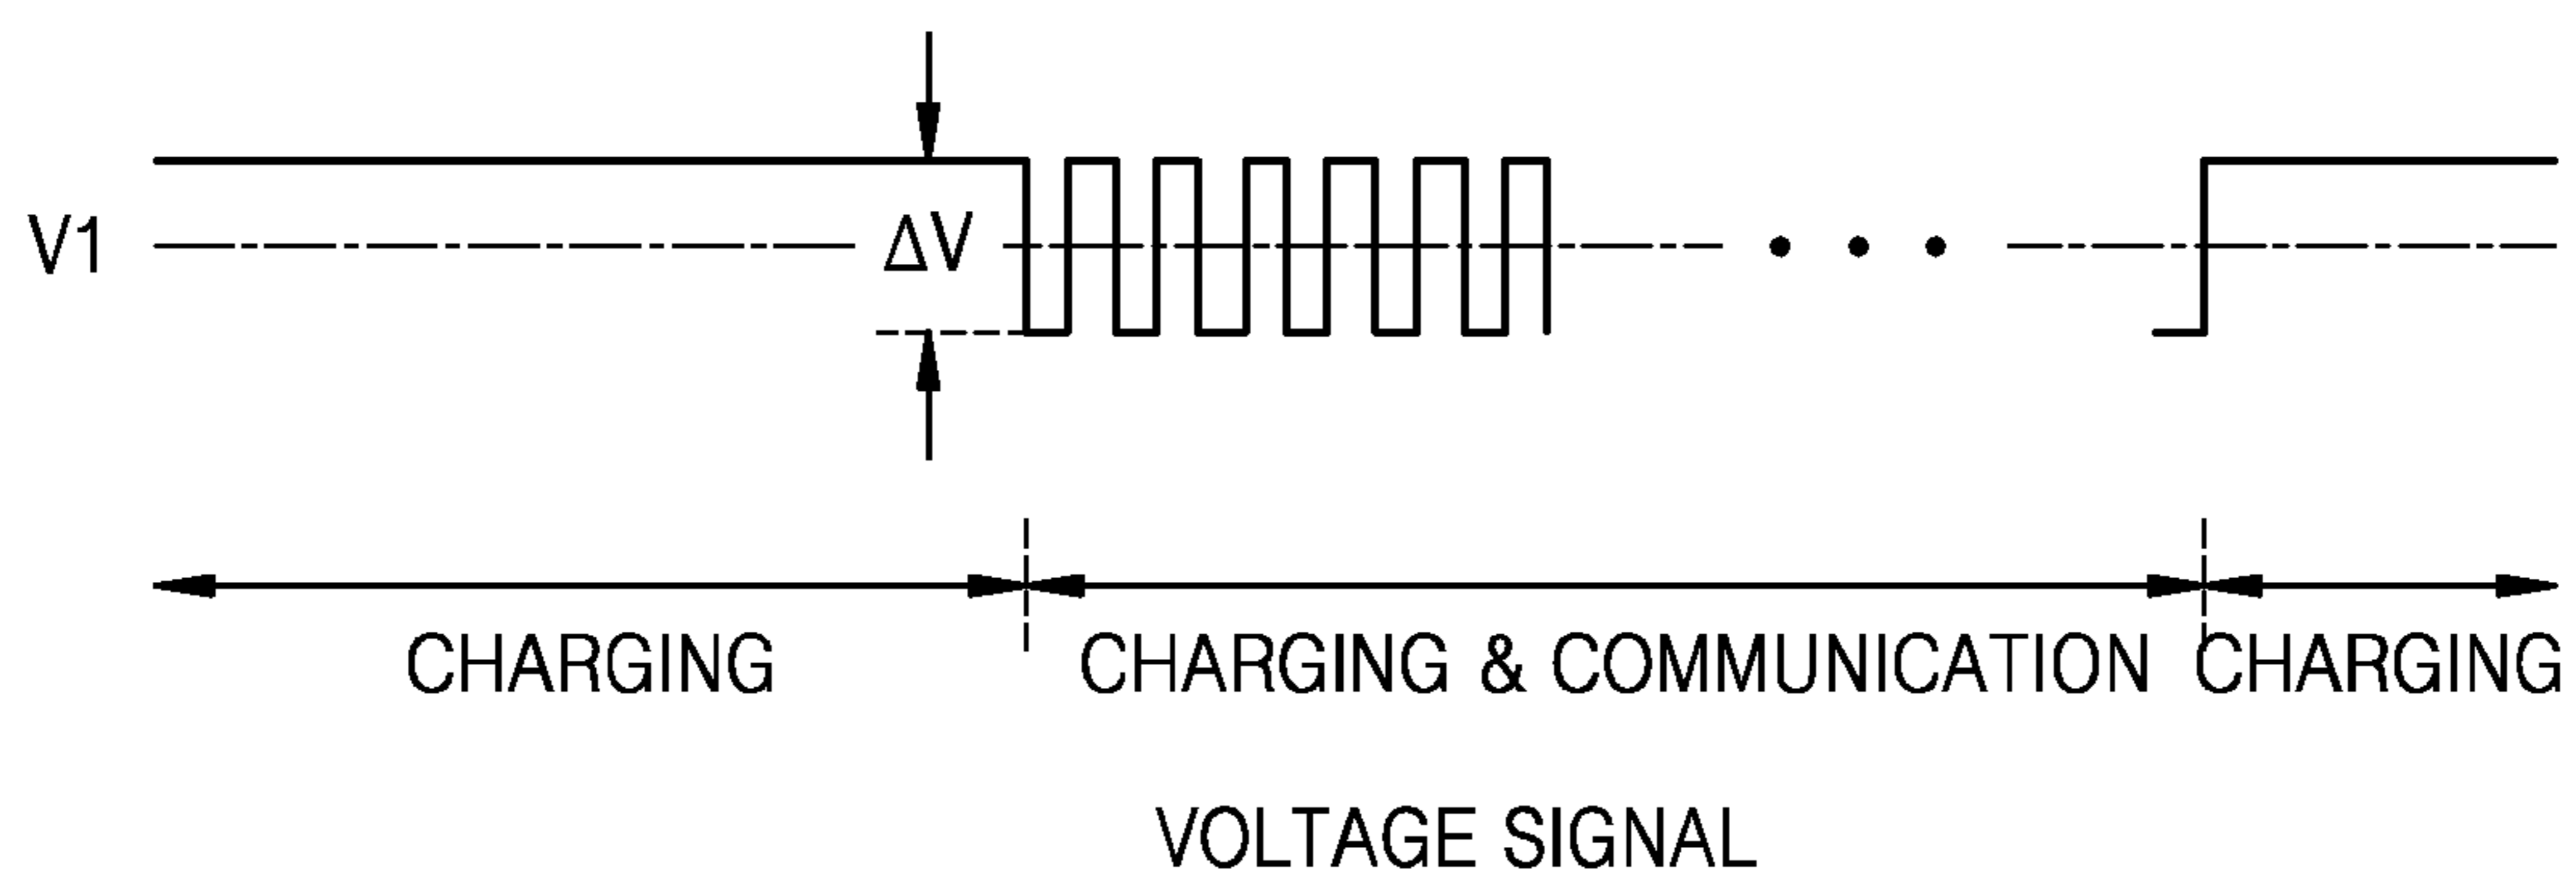 V1
ΔV
CHARGING
CHARGING & COMMUNICATION
CHARGING
VOLTAGE SIGNAL